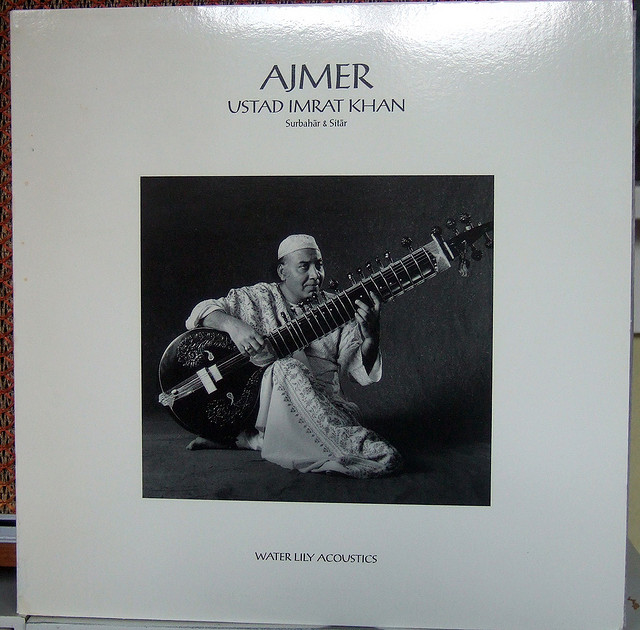 AJMER
USTAD IMRAT KHAN
Surbahār & Sitār
WATER LILY ACOUSTICS